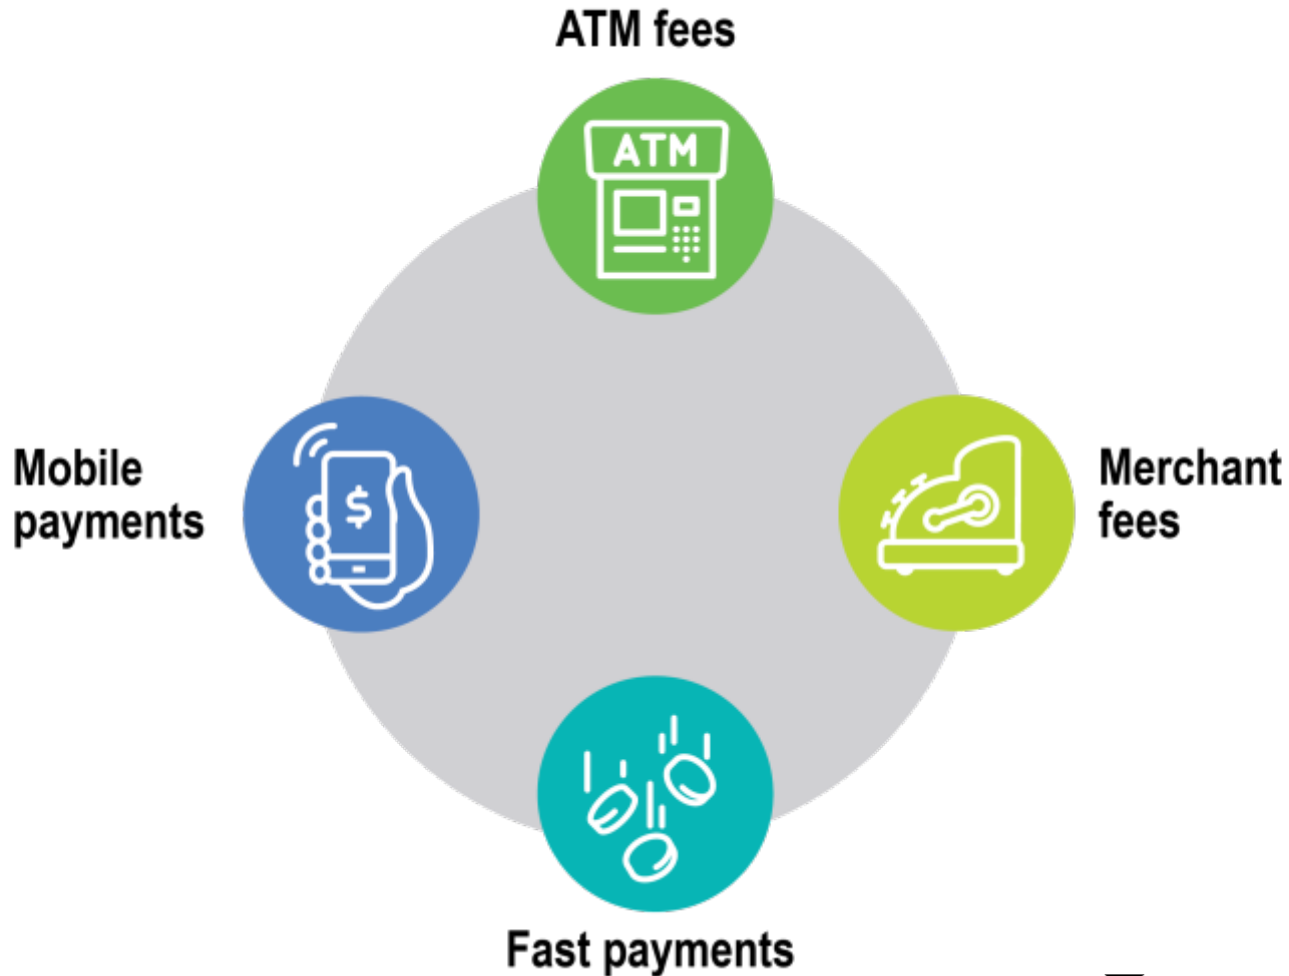 ATM fees
ATM
Mobile
payments
$
Merchant
fees
Fast payments